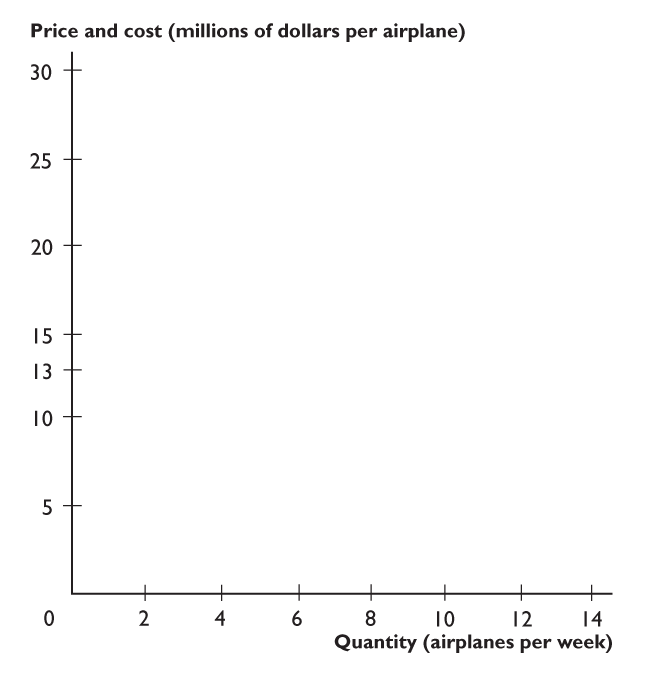 Price and cost (millions of dollars per airplane)
30
25
20
15
13
10
5
0 2 4 6 8 10 12 14
Quantity (airplanes per week)